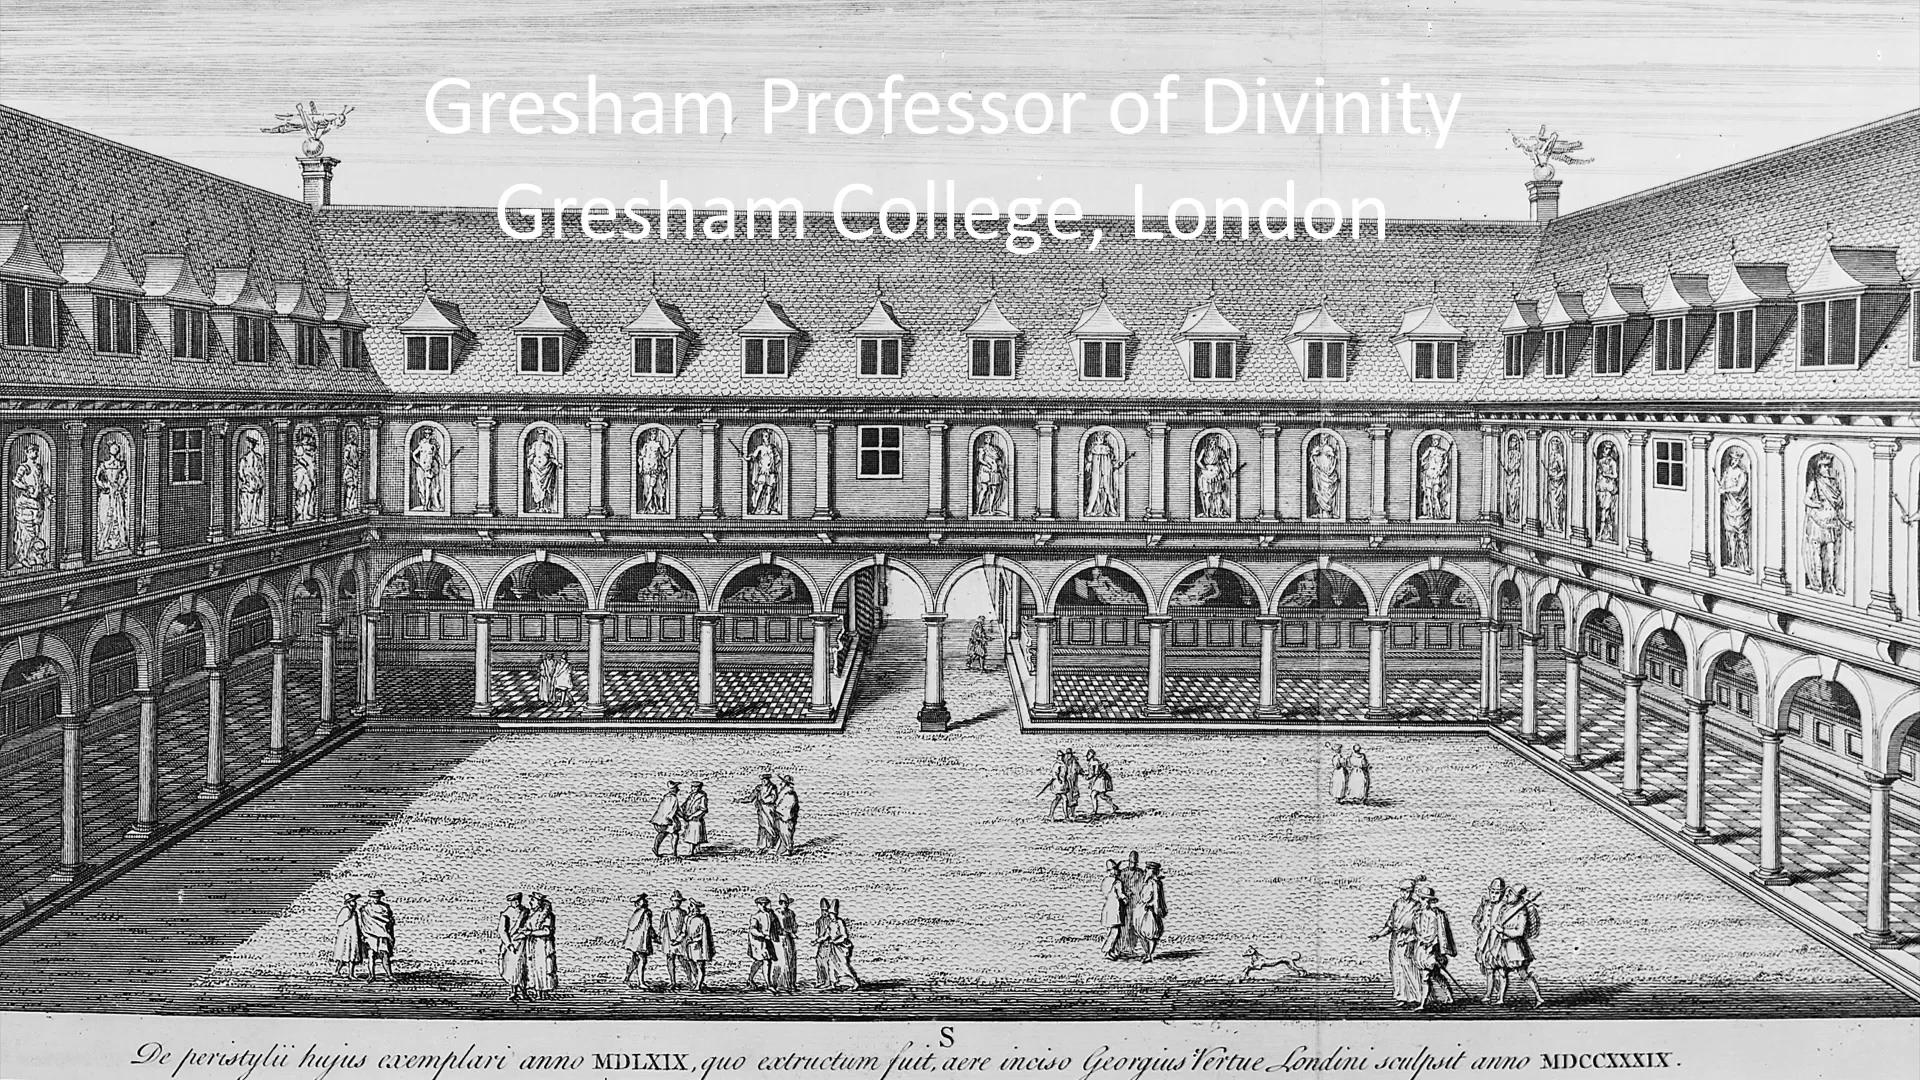 Gresham Professor of Divinity
Gresham College, London
S
De peristylii hujus exemplari anno MDLXIX, quo extructum fuit, aere inciso Georgius Vertue Londini sculpsit anno MDCCXXXIX.